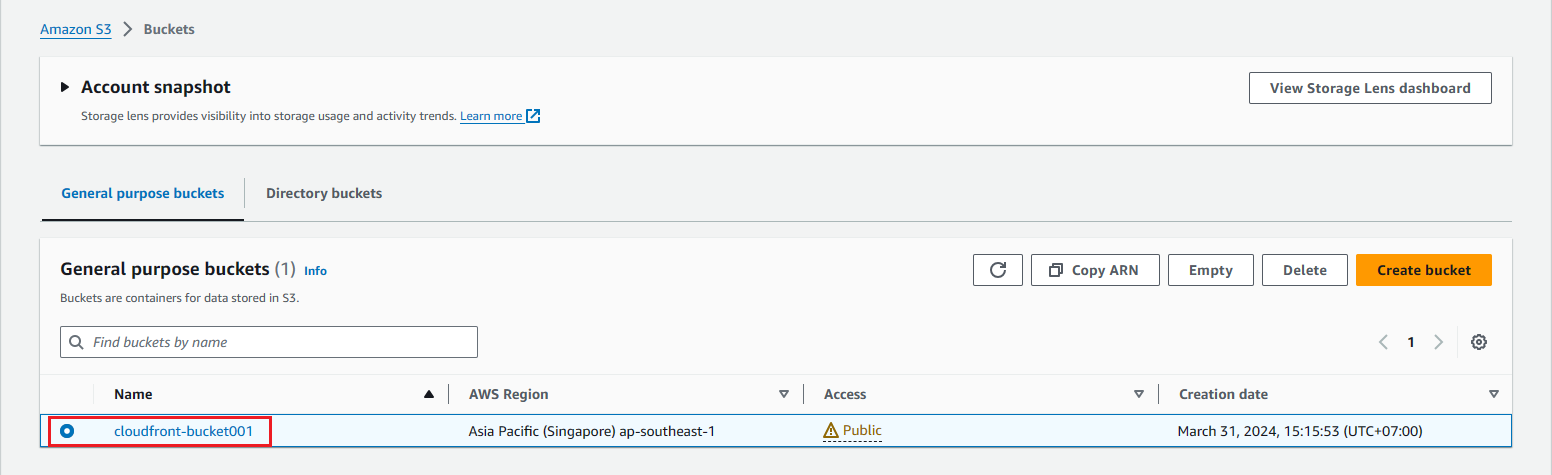 Amazon S3 > Buckets
Account snapshot
View Storage Lens dashboard
Storage lens provides visibility into storage usage and activity trends. Learn more
General purpose buckets Directory buckets
General purpose buckets (1) Info
Copy ARN Empty Delete Create bucket
Buckets are containers for data stored in S3.
Find buckets by name
1
Name AWS Region Access Creation date
cloudfront-bucket001 Asia Pacific (Singapore) ap-southeast-1 Public March 31, 2024, 15:15:53 (UTC+07:00)